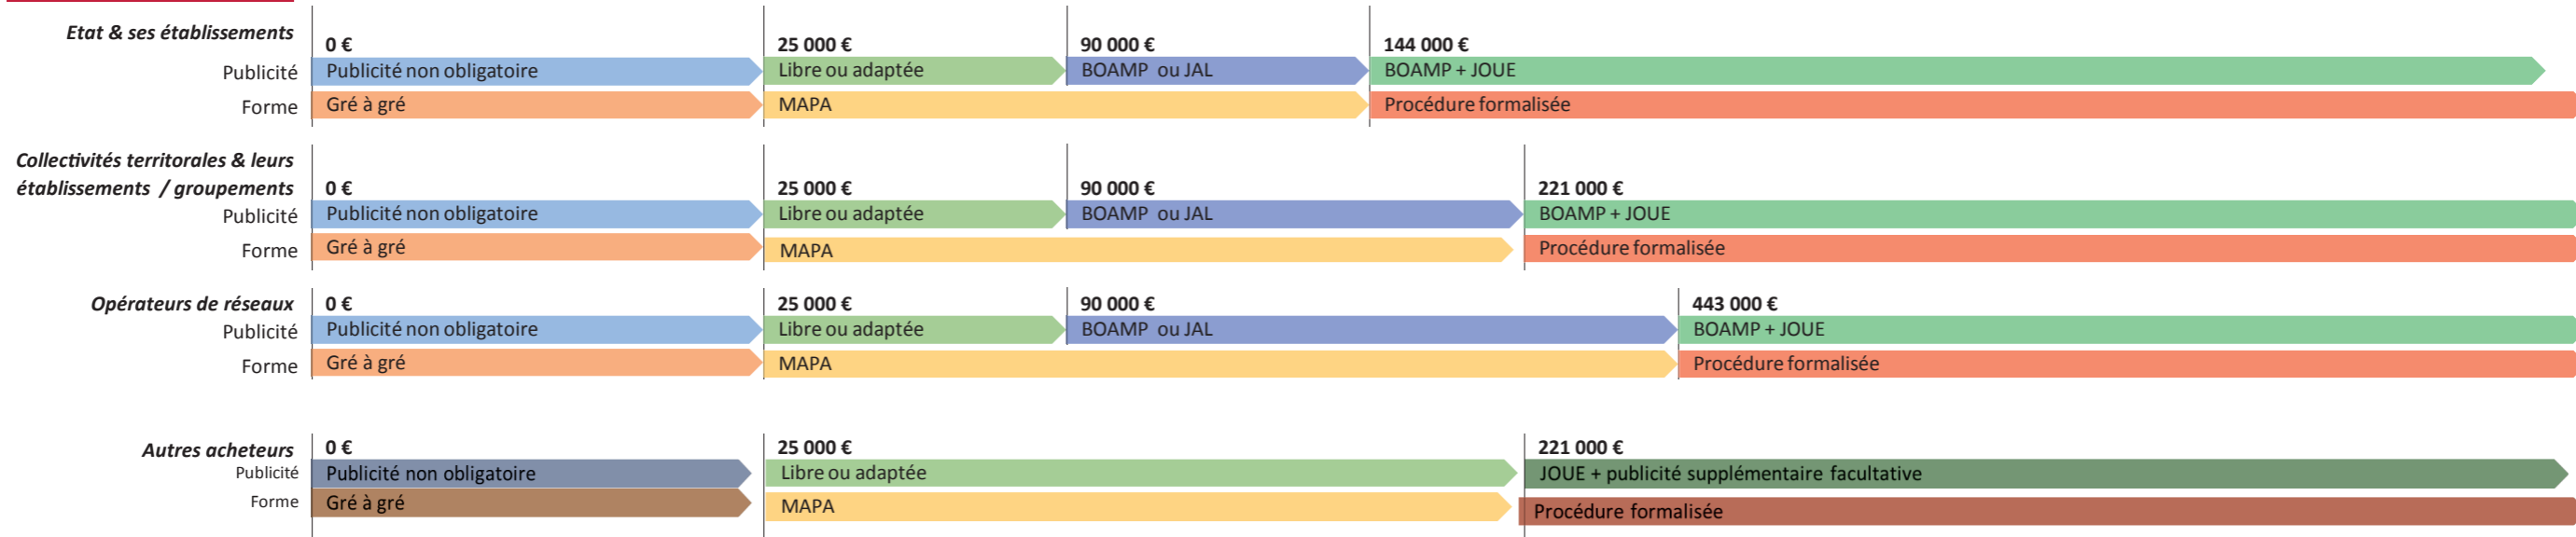 Etat & ses établissements
0 € 25 000 € 90 000 € 144 000 €
Publicité Publicité non obligatoire Libre ou adaptée BOAMP ou JAL BOAMP + JOUE
Forme Gré à gré MAPA Procédure formalisée
Collectivités territorales & leurs
établissements / groupements 0 € 25 000 € 90 000 € 221 000 €
Publicité Publicité non obligatoire Libre ou adaptée BOAMP ou JAL BOAMP + JOUE
Forme Gré à gré MAPA Procédure formalisée
Opérateurs de réseaux 0 € 25 000 € 90 000 € 443 000 €
Publicité Publicité non obligatoire Libre ou adaptée BOAMP ou JAL BOAMP + JOUE
Forme Gré à gré MAPA Procédure formalisée
Autres acheteurs 0 € 25 000 € 221 000 €
Publicité Publicité non obligatoire Libre ou adaptée JOUE + publicité supplémentaire facultative
Forme Gré à gré MAPA Procédure formalisée